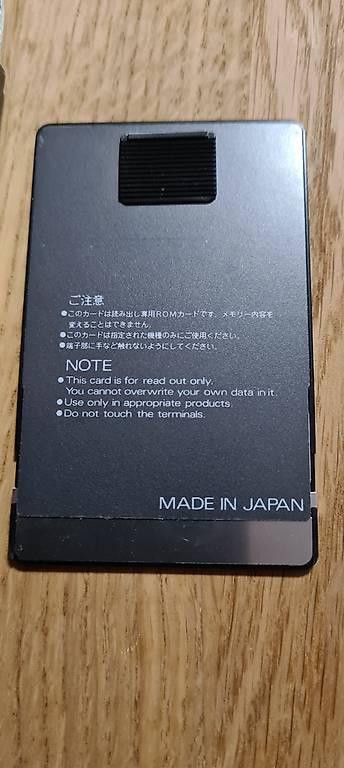 ご注意
●このカードは読み出し専用ROMカードです。メモリー内容を
変えることはできません。
●このカードは指定された機種のみにご使用ください。
●端子部に手など触れないようにしてください。
NOTE
●This card is for read out only.
You cannot overwrite your own data in it.
●Use only in appropriate products.
●Do not touch the terminals.
MADE IN JAPAN